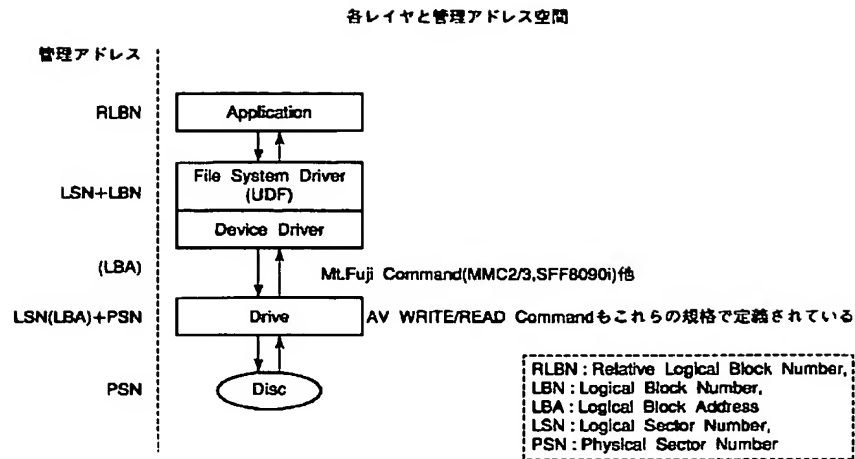 各レイヤと管理アドレス空間
管理アドレス
RLBN
Application
LSN+LBN
File System Driver
(UDF)
Device Driver
(LBA)
Mt.Fuji Command(MMC2/3,SFF8090i)他
LSN(LBA)+PSN
Drive
AV WRITE/READ Commandもこれらの規格で定義されている
PSN
Disc
RLBN : Relative Logical Block Number,
LBN : Logical Block Number,
LBA : Logical Block Address
LSN : Logical Sector Number,
PSN : Physical Sector Number